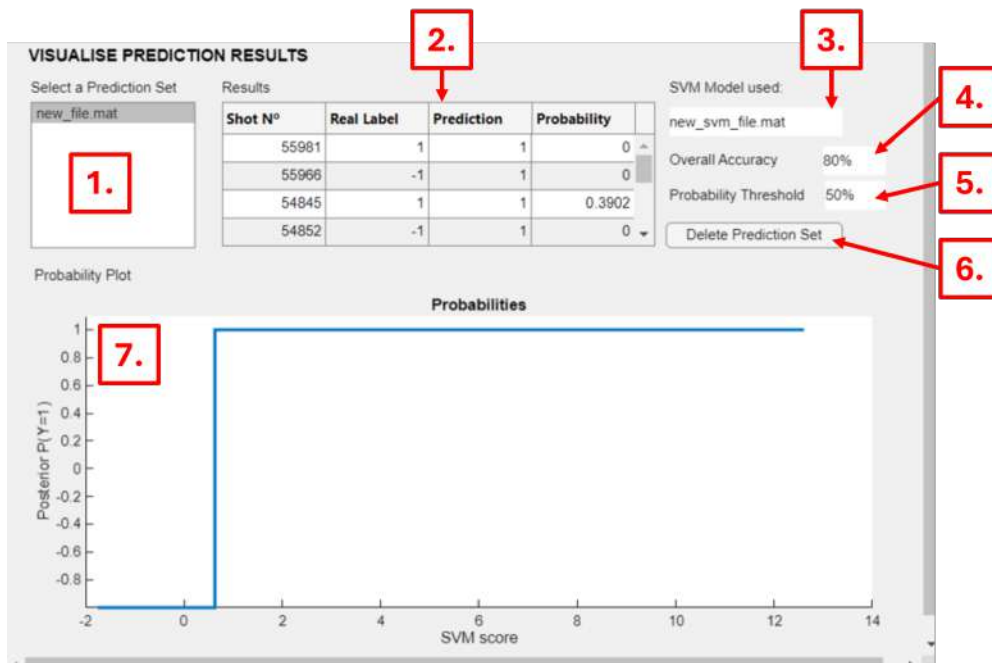 2.
3.
VISUALISE PREDICTION RESULTS
Select a Prediction Set
Results
SVM Model used:
4.
new_file.mat
Shot Nº Real Label Prediction Probability
new_svm_file.mat
55981 1 1 0
Overall Accuracy 80%
1.
55966 -1 1 0
5.
54845 1 1 0.3902
Probability Threshold 50%
54852 -1 1 0
Delete Prediction Set
6.
Probability Plot
Probabilities
7.
1
0.8
0.6
0.4
0.2
0
-0.2
-0.4
-0.6
-0.8
Posterior P(Y=1)
-2 0 2 4 6 8 10 12 14
SVM score